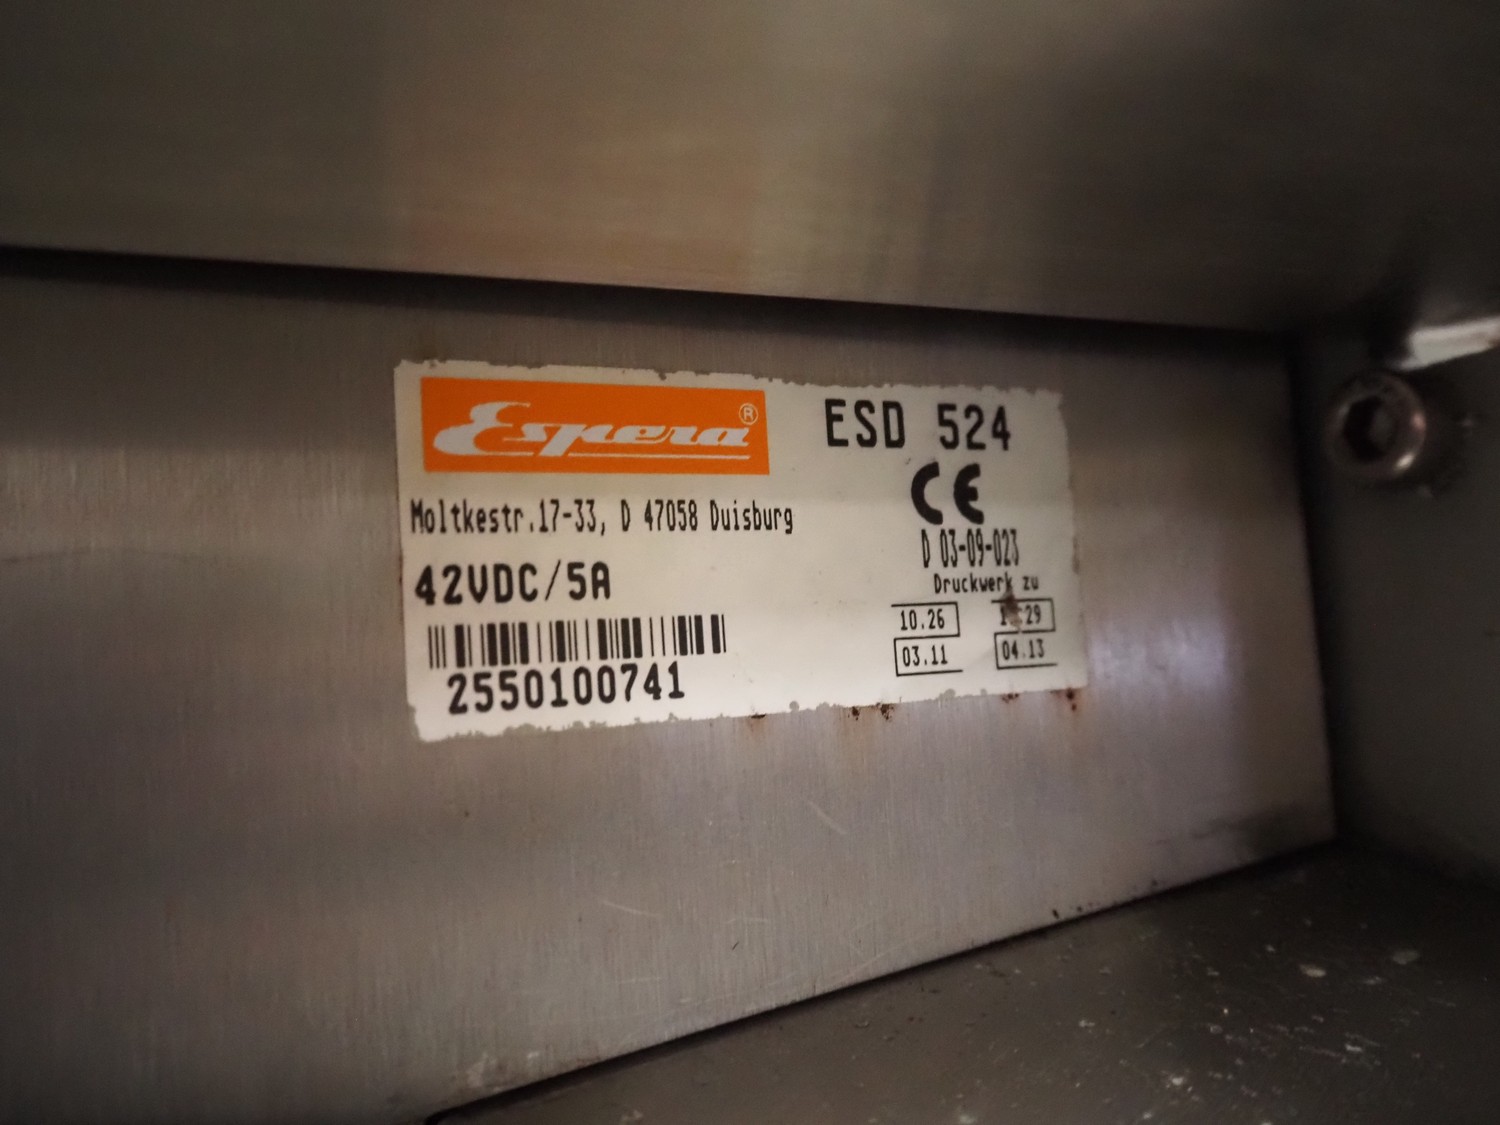 Espera®
ESD 524
CE
Moltkestr.17-33, D 47058 Duisburg
D 03-09-023
42VDC/5A
Druckwerk zu
10.26
03.11
04.13
2550100741